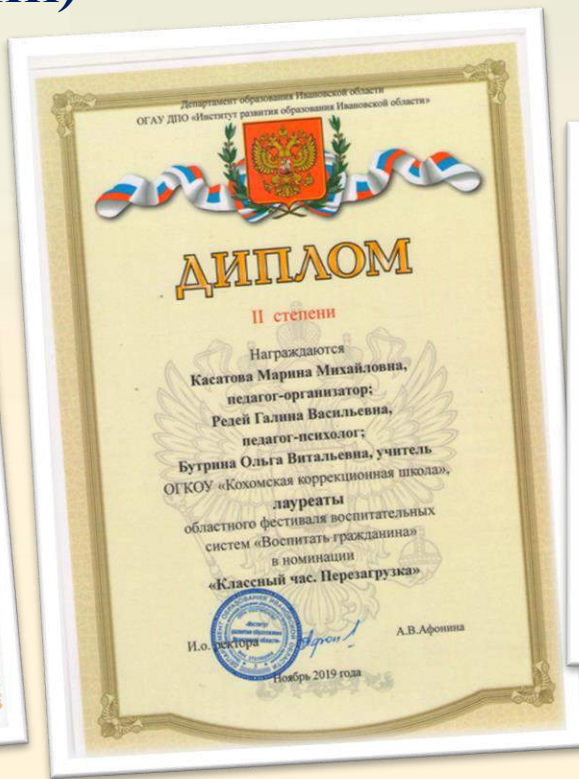 Департамент образования Ивановской области
ОГАУ ДПО «Институт развития образования Ивановской области»
ДИПЛОМ
II степени
Награждаются
Касатова Марина Михайловна,
педагог-организатор;
Редей Галина Васильевна,
педагог-психолог;
Бутрина Ольга Витальевна, учитель
ОГКОУ «Кохомская коррекционная школа»,
лауреаты
областного фестиваля воспитательных
систем «Воспитать гражданина»
в номинации
«Классный час. Перезагрузка»
И.о. ректора
А.В.Афонина
Ноябрь 2019 года